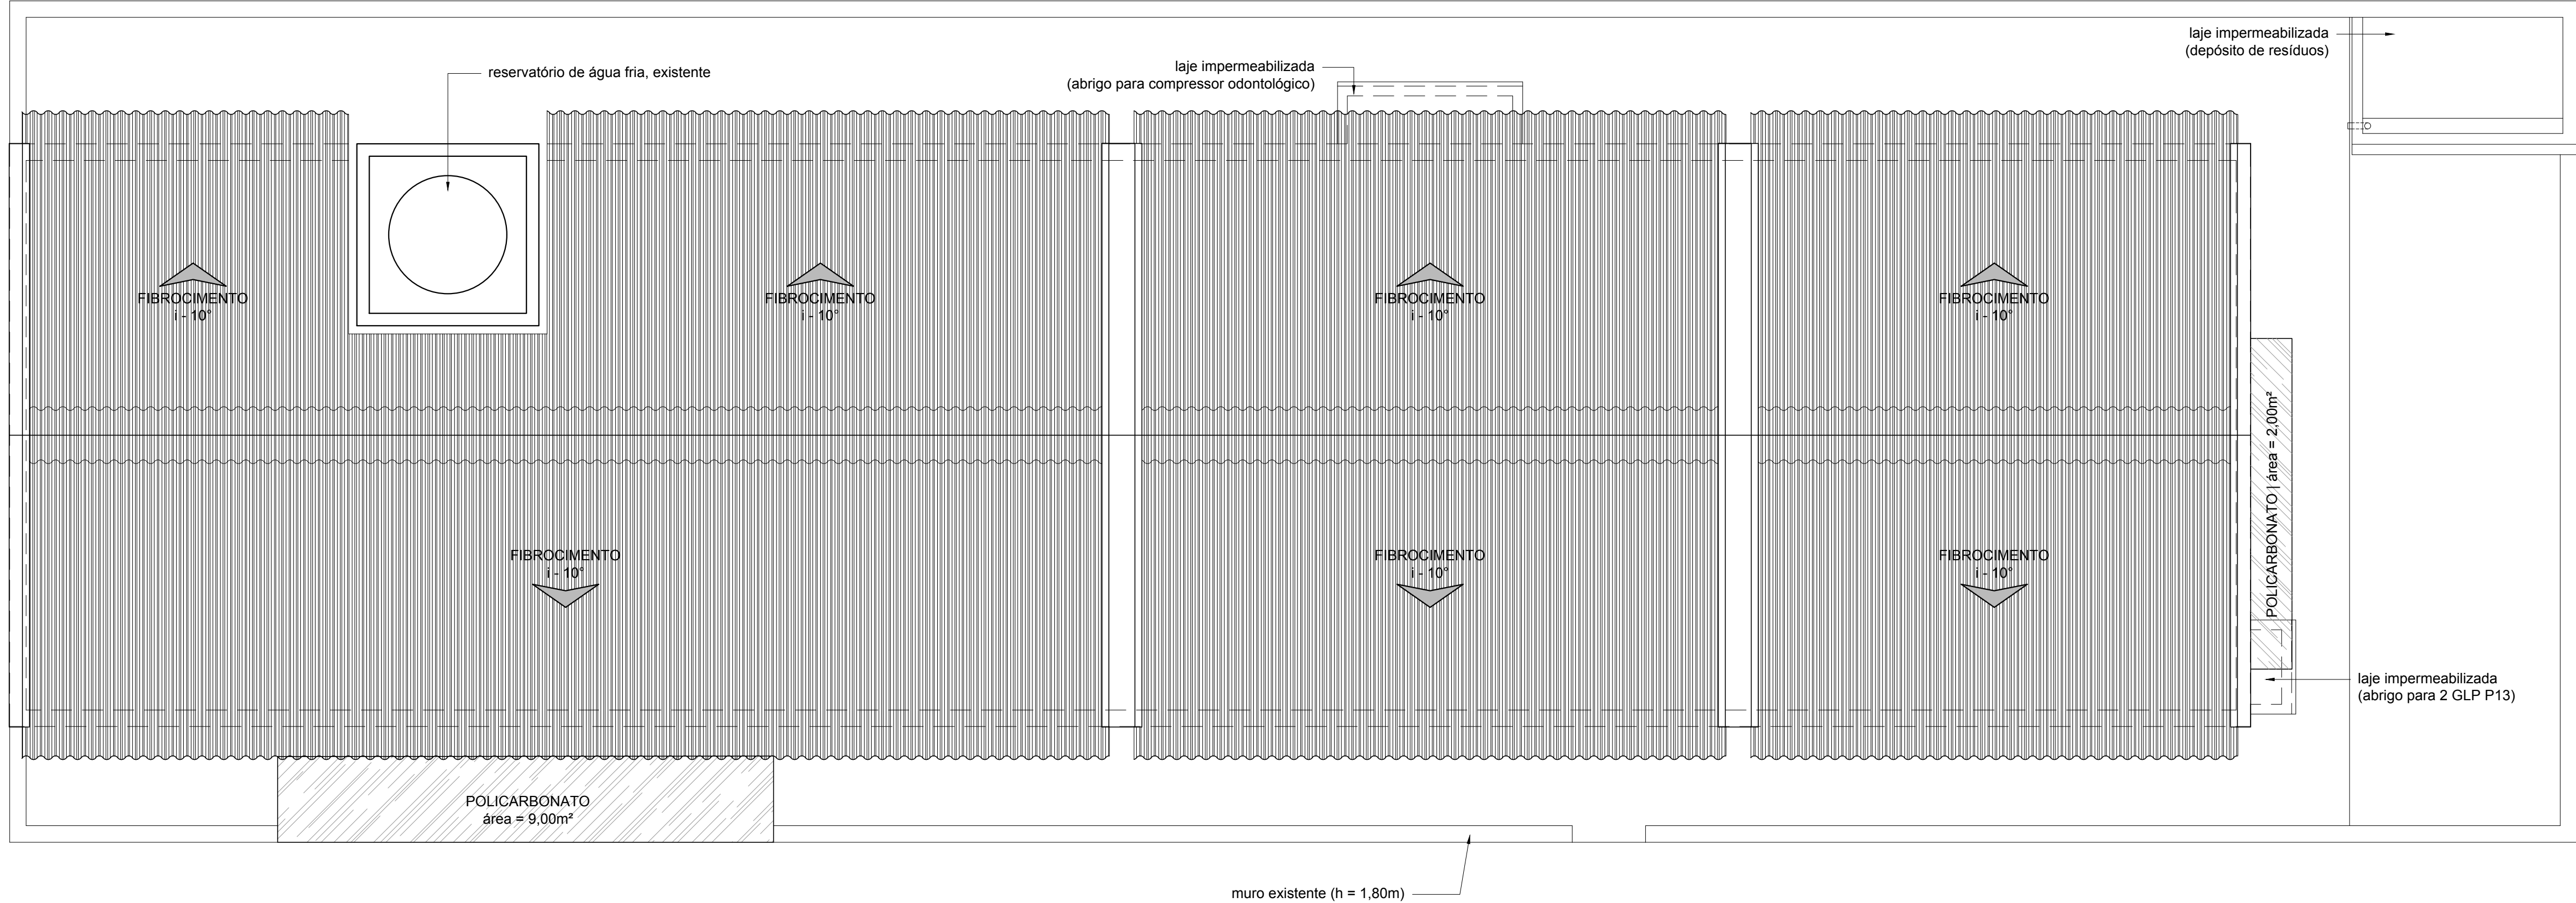 laje impermeabilizada
(depósito de resíduos)
reservatório de água fria, existente
laje impermeabilizada
(abrigo para compressor odontológico)
FIBROCIMENTO
i - 10°
FIBROCIMENTO
i - 10°
FIBROCIMENTO
i - 10°
FIBROCIMENTO
i - 10°
POLICARBONATO | área = 2,00m²
FIBROCIMENTO
i - 10°
FIBROCIMENTO
i - 10°
FIBROCIMENTO
i - 10°
laje impermeabilizada
(abrigo para 2 GLP P13)
POLICARBONATO
área = 9,00m²
muro existente (h = 1,80m)